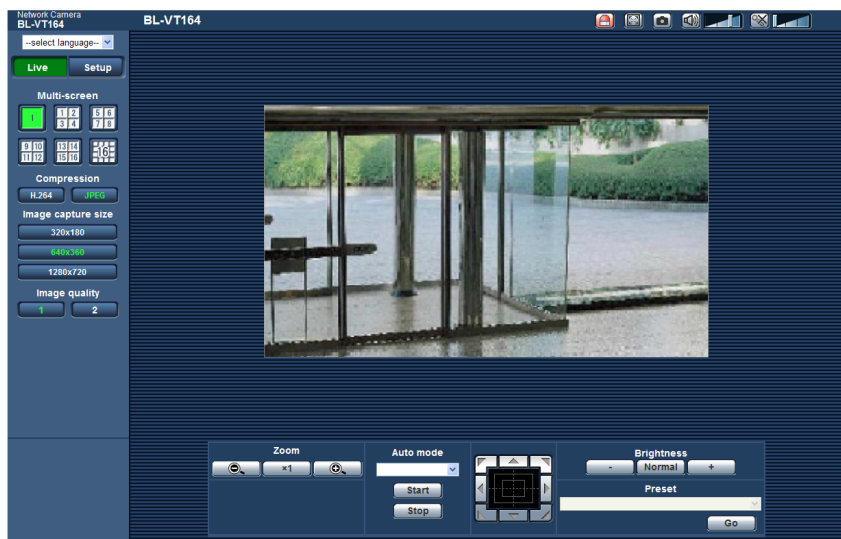 Network Camera
BL-VT164
BL-VT164
--select language--
Live
Setup
Multi-screen
1
1 2
3 4
5 6
7 8
9 10
11 12
13 14
15 16
16
Compression
H.264
JPEG
Image capture size
320x180
640x360
1280x720
Image quality
1
2
Zoom
×1
Auto mode
Start
Stop
Brightness
-
Normal
+
Preset
Go